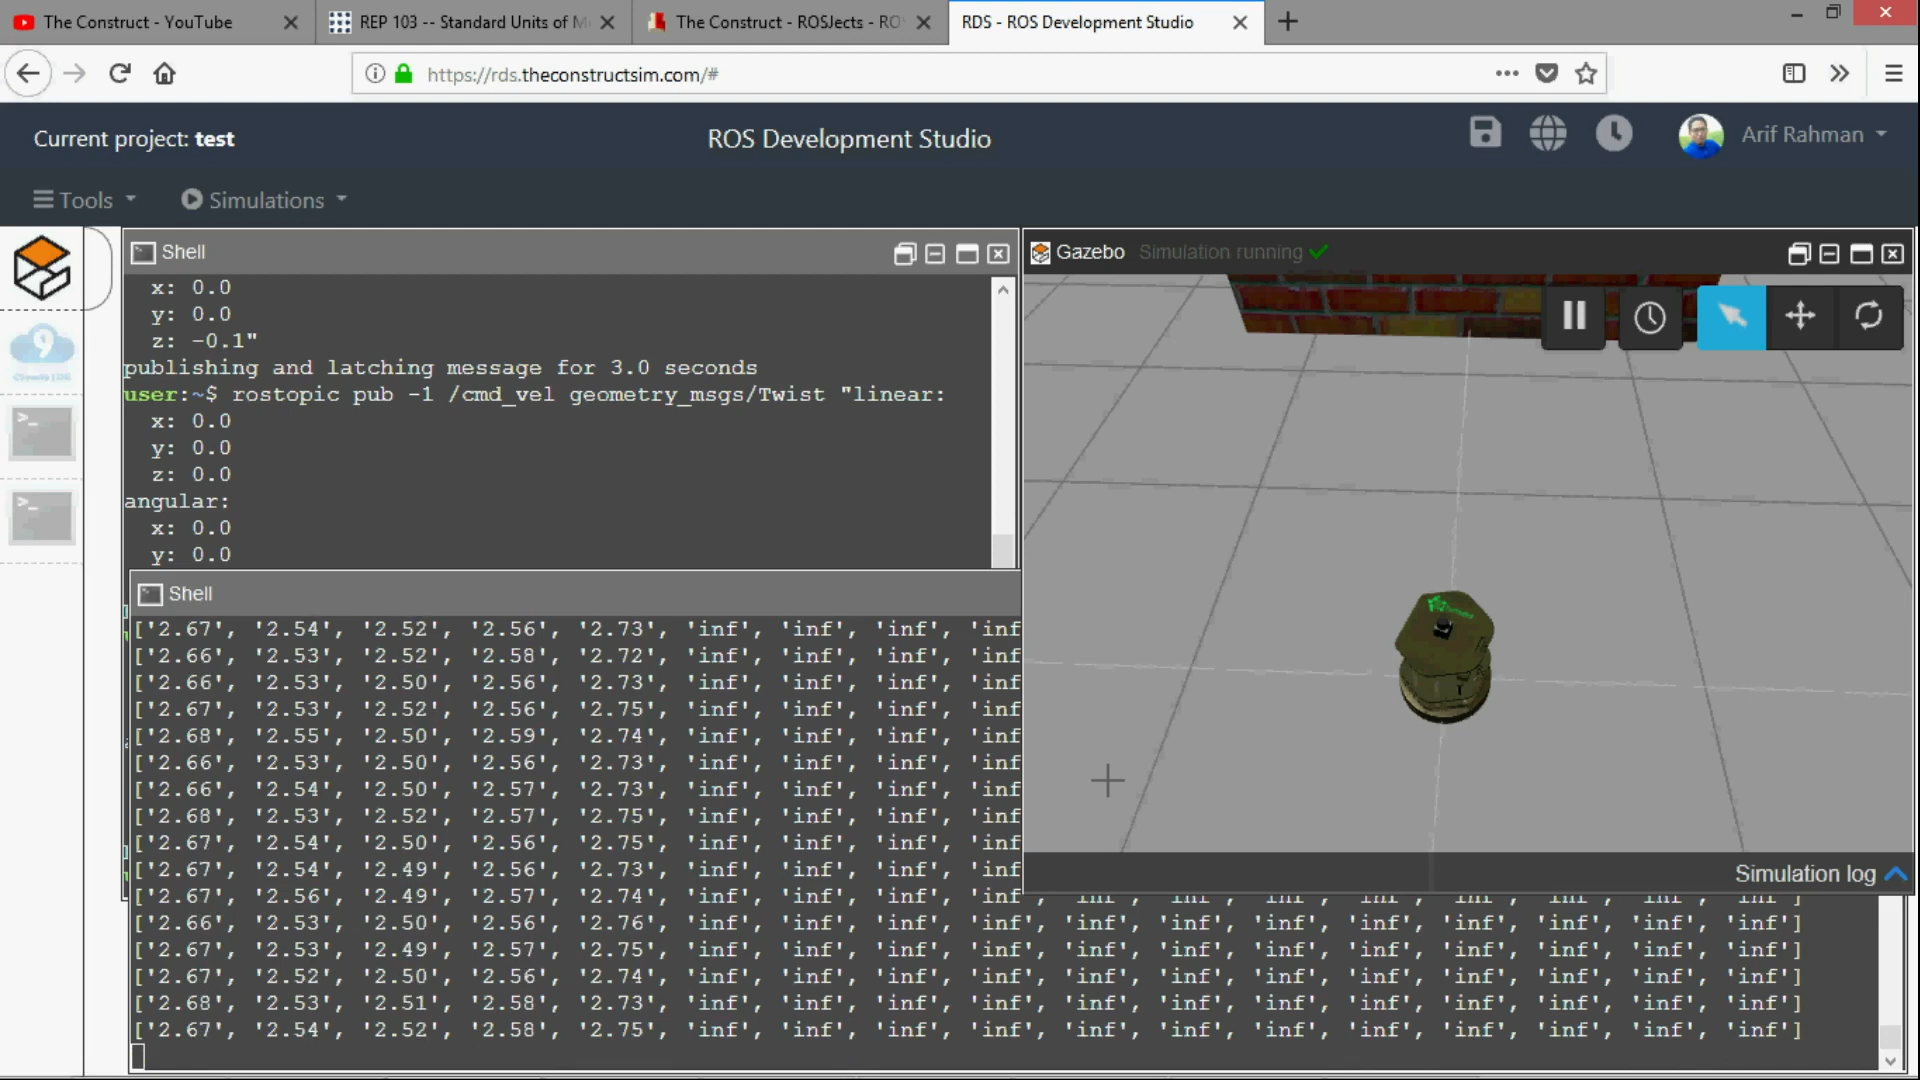 The Construct - YouTube
REP 103 -- Standard Units of M
The Construct - ROSJects - RO
RDS - ROS Development Studio
https://rds.theconstructsim.com/#
Current project: test
ROS Development Studio
Arif Rahman
Tools
Simulations
Shell
x: 0.0
y: 0.0
z: -0.1"
publishing and latching message for 3.0 seconds
user:~$ rostopic pub -1 /cmd_vel geometry_msgs/Twist "linear:
x: 0.0
y: 0.0
z: 0.0
angular:
x: 0.0
y: 0.0
Gazebo Simulation running
Simulation log
Shell
['2.67', '2.54', '2.52', '2.56', '2.73', 'inf', 'inf', 'inf', 'inf
['2.66', '2.53', '2.52', '2.58', '2.72', 'inf', 'inf', 'inf', 'inf
['2.66', '2.53', '2.50', '2.56', '2.73', 'inf', 'inf', 'inf', 'inf
['2.67', '2.53', '2.52', '2.56', '2.75', 'inf', 'inf', 'inf', 'inf
['2.68', '2.55', '2.50', '2.59', '2.74', 'inf', 'inf', 'inf', 'inf
['2.66', '2.53', '2.50', '2.56', '2.73', 'inf', 'inf', 'inf', 'inf
['2.66', '2.54', '2.50', '2.57', '2.73', 'inf', 'inf', 'inf', 'inf
['2.68', '2.53', '2.52', '2.57', '2.75', 'inf', 'inf', 'inf', 'inf
['2.67', '2.54', '2.50', '2.56', '2.75', 'inf', 'inf', 'inf', 'inf
['2.67', '2.54', '2.49', '2.56', '2.73', 'inf', 'inf', 'inf', 'inf
['2.67', '2.56', '2.49', '2.57', '2.74', 'inf', 'inf', 'inf', 'inf', 'inf', 'inf', 'inf', 'inf', 'inf', 'inf', 'inf', 'inf']
['2.66', '2.53', '2.50', '2.56', '2.76', 'inf', 'inf', 'inf', 'inf', 'inf', 'inf', 'inf', 'inf', 'inf', 'inf', 'inf', 'inf']
['2.67', '2.53', '2.49', '2.57', '2.75', 'inf', 'inf', 'inf', 'inf', 'inf', 'inf', 'inf', 'inf', 'inf', 'inf', 'inf', 'inf']
['2.67', '2.52', '2.50', '2.56', '2.74', 'inf', 'inf', 'inf', 'inf', 'inf', 'inf', 'inf', 'inf', 'inf', 'inf', 'inf', 'inf']
['2.68', '2.53', '2.51', '2.58', '2.73', 'inf', 'inf', 'inf', 'inf', 'inf', 'inf', 'inf', 'inf', 'inf', 'inf', 'inf', 'inf']
['2.67', '2.54', '2.52', '2.58', '2.75', 'inf', 'inf', 'inf', 'inf', 'inf', 'inf', 'inf', 'inf', 'inf', 'inf', 'inf', 'inf']